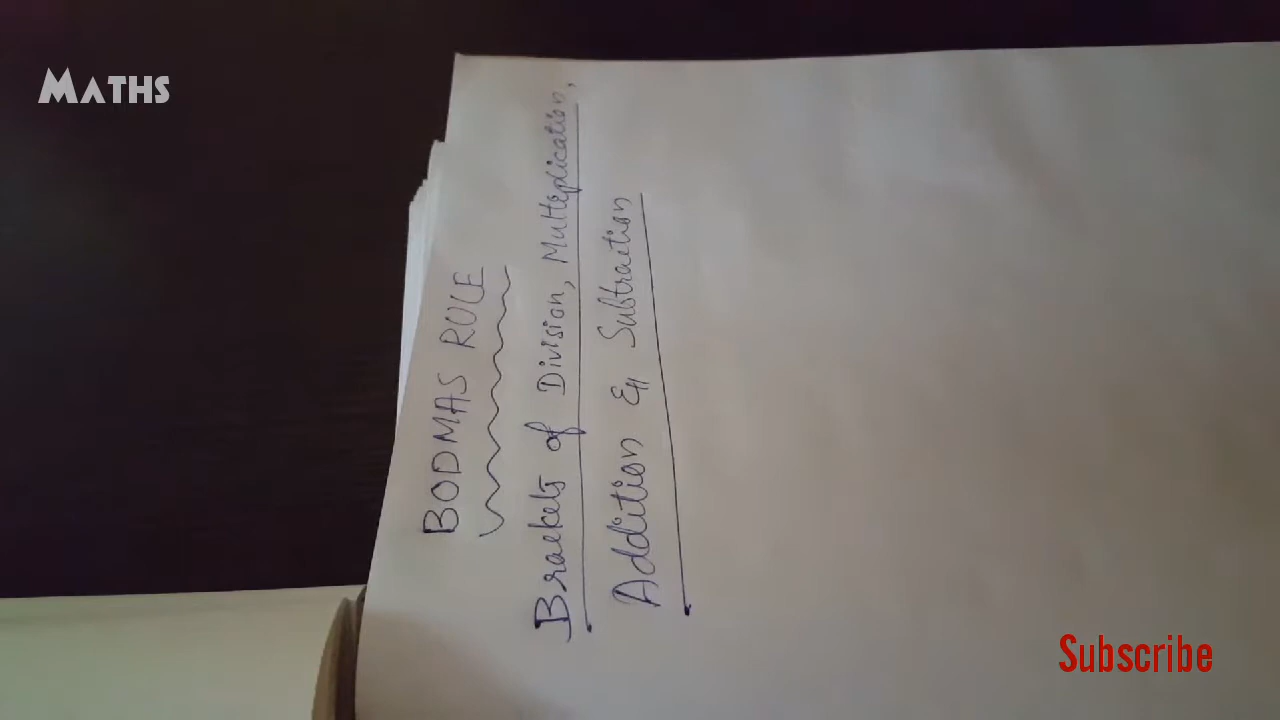 MATHS
BODMAS RULE
Brackets of Division, Multiplication,
Addition & Subtraction
Subscribe